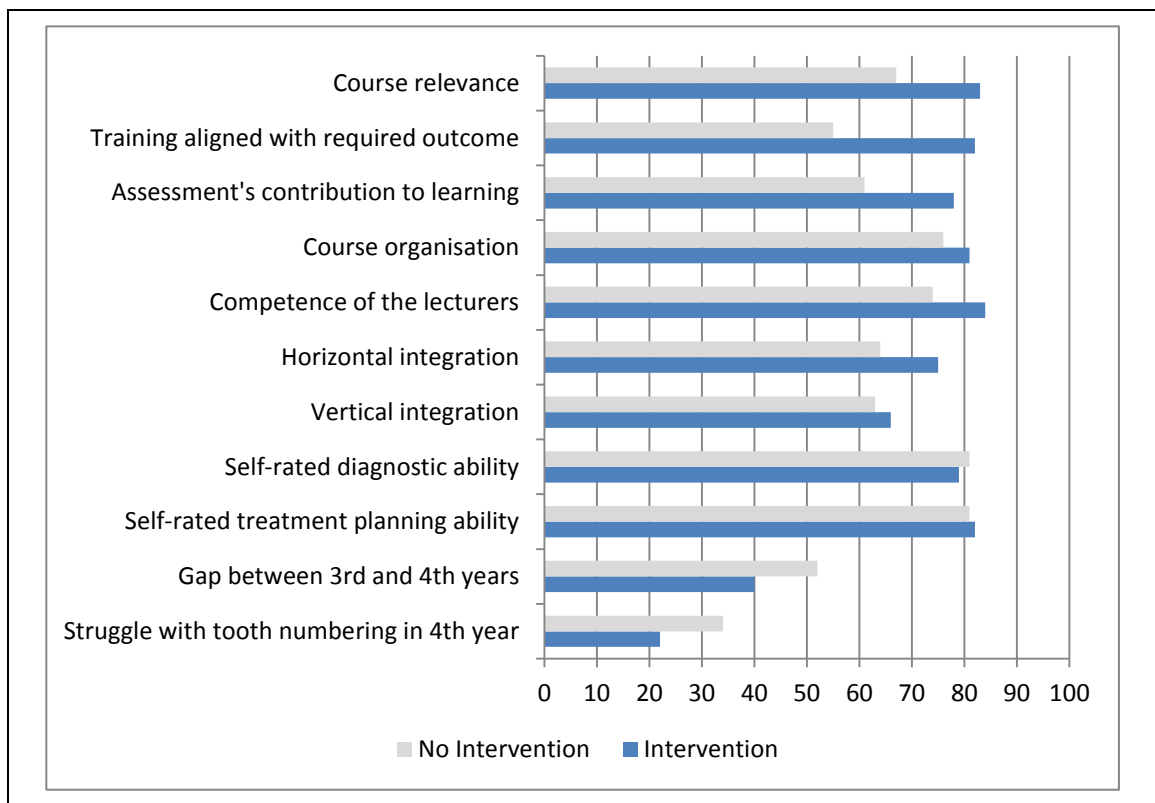 Course relevance
Training aligned with required outcome
Assessment's contribution to learning
Course organisation
Competence of the lecturers
Horizontal integration
Vertical integration
Self-rated diagnostic ability
Self-rated treatment planning ability
Gap between 3rd and 4th years
Struggle with tooth numbering in 4th year
0 10 20 30 40 50 60 70 80 90 100
No Intervention Intervention